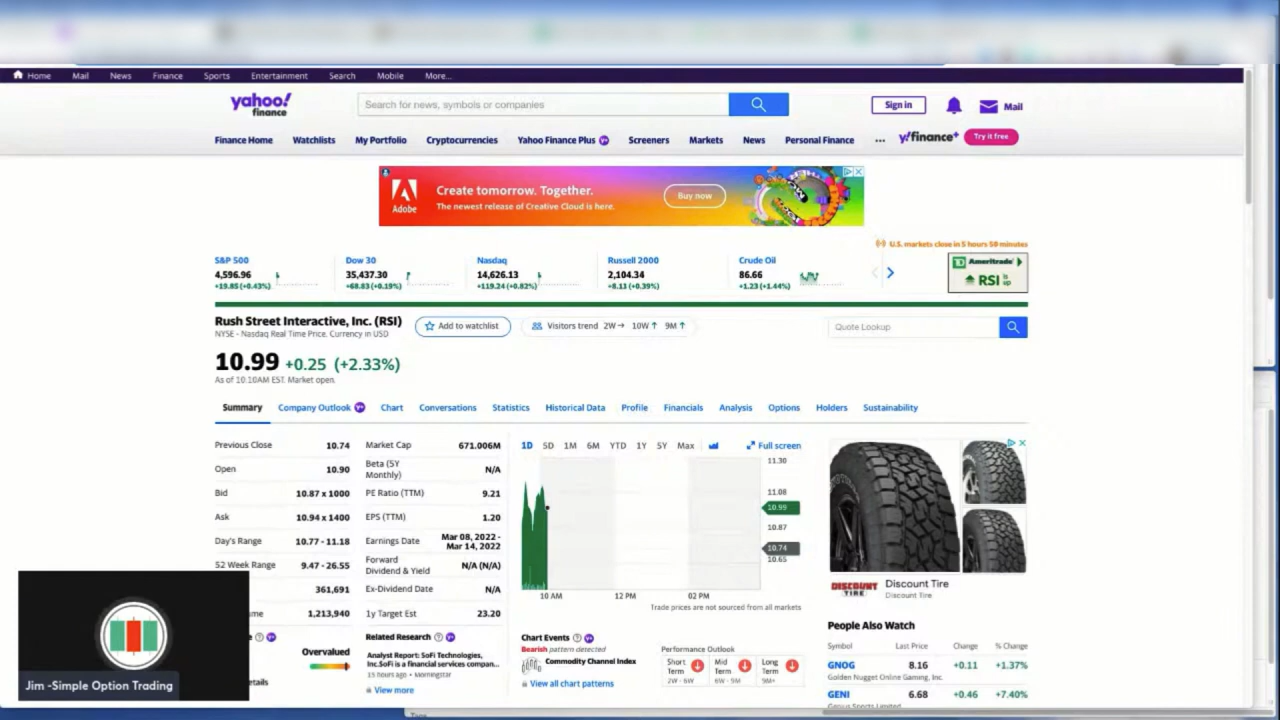 Home Mail News Finance Sports Entertainment Search Mobile More...
yahoo! finance
Search for news, symbols or companies
Sign in
Mail
Finance Home Watchlists My Portfolio Cryptocurrencies Yahoo Finance Plus Screeners Markets News Personal Finance ... y!finance+ Try it free
Adobe
Create tomorrow. Together.
The newest release of Creative Cloud is here.
Buy now
U.S. markets close in 5 hours 50 minutes
S&P 500 Dow 30 Nasdaq Russell 2000 Crude Oil
4,596.96 35,437.30 14,626.13 2,104.34 86.66
+19.85 (+0.43%) +68.83 (+0.19%) +119.24 (+0.82%) +8.13 (+0.39%) +1.23 (+1.44%)
TD Ameritrade
RSI is up
Rush Street Interactive, Inc. (RSI)
NYSE - Nasdaq Real Time Price. Currency in USD
Add to watchlist
Visitors trend 2W→ 10W↑ 9M↑
Quote Lookup
10.99 +0.25 (+2.33%)
As of 10:10AM EST. Market open.
Summary Company Outlook Chart Conversations Statistics Historical Data Profile Financials Analysis Options Holders Sustainability
Previous Close 10.74
Open 10.90
Bid 10.87 x 1000
Ask 10.94 x 1400
Day's Range 10.77 - 11.18
52 Week Range 9.47 - 26.55
361,691
ume 1,213,940
Overvalued
etails
Market Cap 671.006M
Beta (5Y Monthly) N/A
PE Ratio (TTM) 9.21
EPS (TTM) 1.20
Earnings Date Mar 08, 2022 -
Mar 14, 2022
Forward
Dividend & Yield N/A (N/A)
Ex-Dividend Date N/A
1y Target Est 23.20
Related Research
Analyst Report: SoFi Technologies,
Inc.SoFi is a financial services compan...
15 hours ago • Morningstar
View more
1D 5D 1M 6M YTD 1Y 5Y Max Full screen
11.30
11.08
10.99
10.87
10.74
10.65
10 AM 12 PM 02 PM
Trade prices are not sourced from all markets
Chart Events
Bearish pattern detected
Commodity Channel Index
View all chart patterns
Performance Outlook
Short Term 2W - 6W
Mid Term 6W - 9M
Long Term 9M+
DISCOUNT TIRE
Discount Tire
Discount Tire
People Also Watch
Symbol Last Price Change % Change
GNOG 8.16 +0.11 +1.37%
Golden Nugget Online Gaming, Inc.
GENI 6.68 +0.46 +7.40%
Genius Sports Limited
Jim -Simple Option Trading